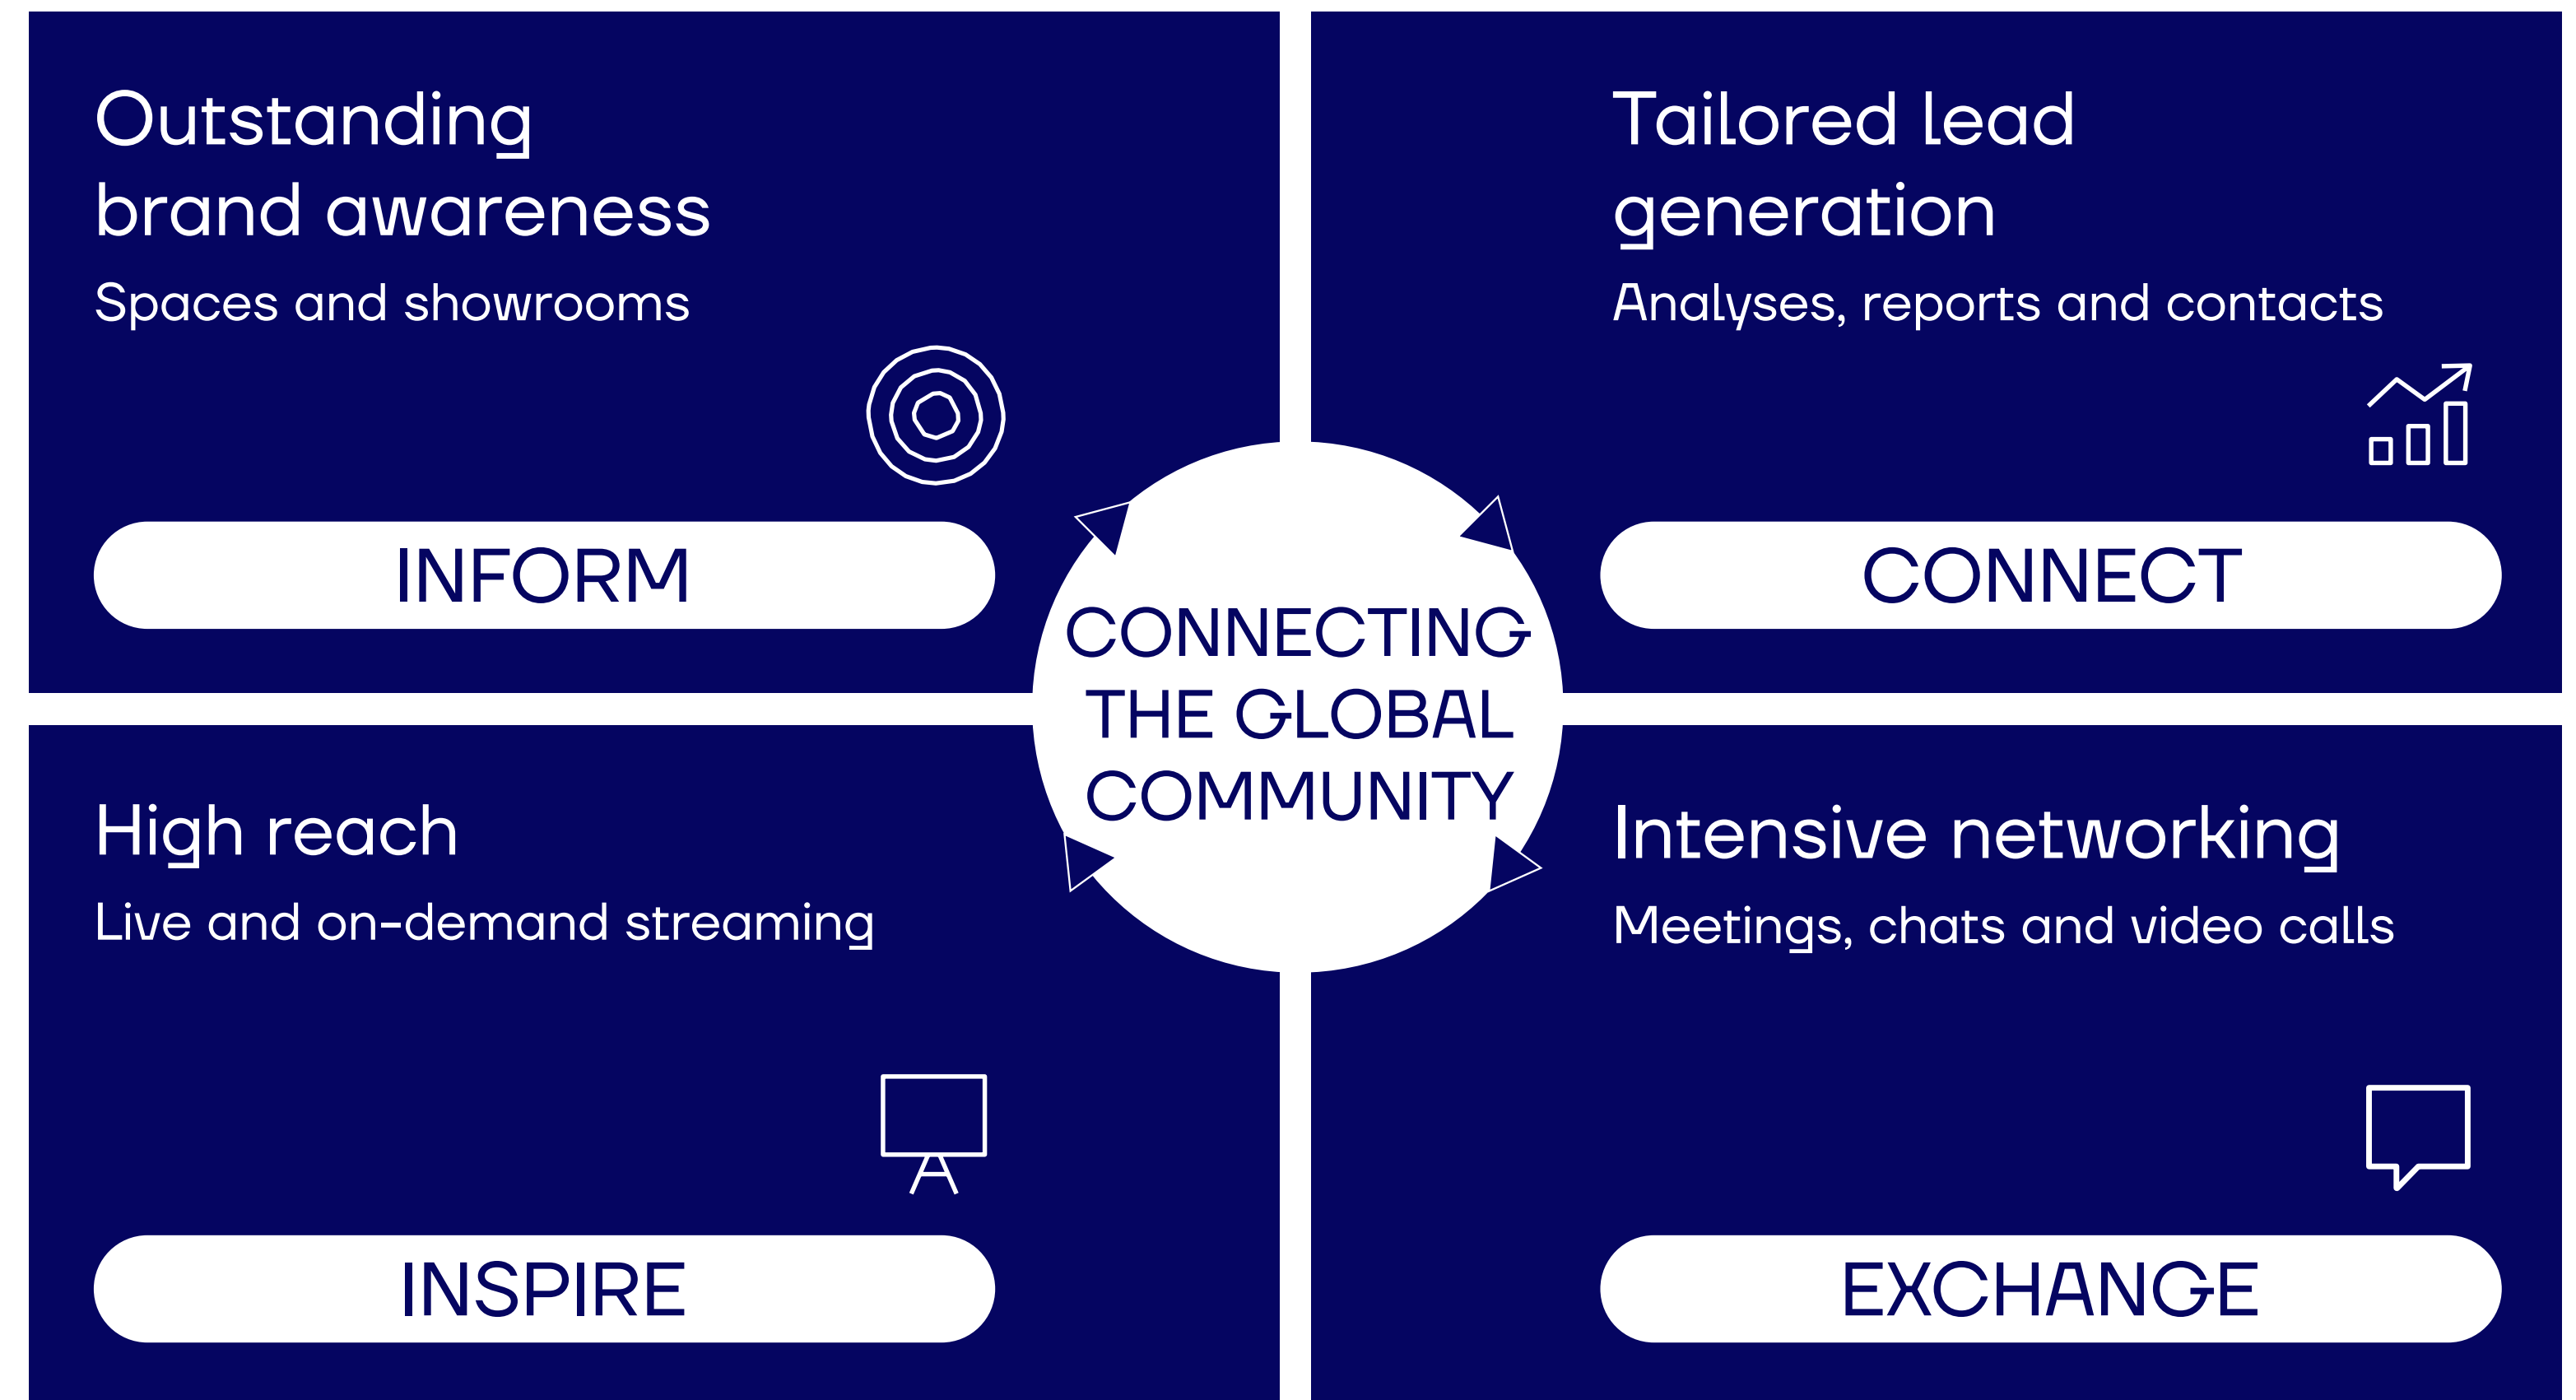 Outstanding
brand awareness
Spaces and showrooms
INFORM
Tailored lead
generation
Analyses, reports and contacts
CONNECT
CONNECTING
THE GLOBAL
COMMUNITY
High reach
Live and on-demand streaming
INSPIRE
Intensive networking
Meetings, chats and video calls
EXCHANGE